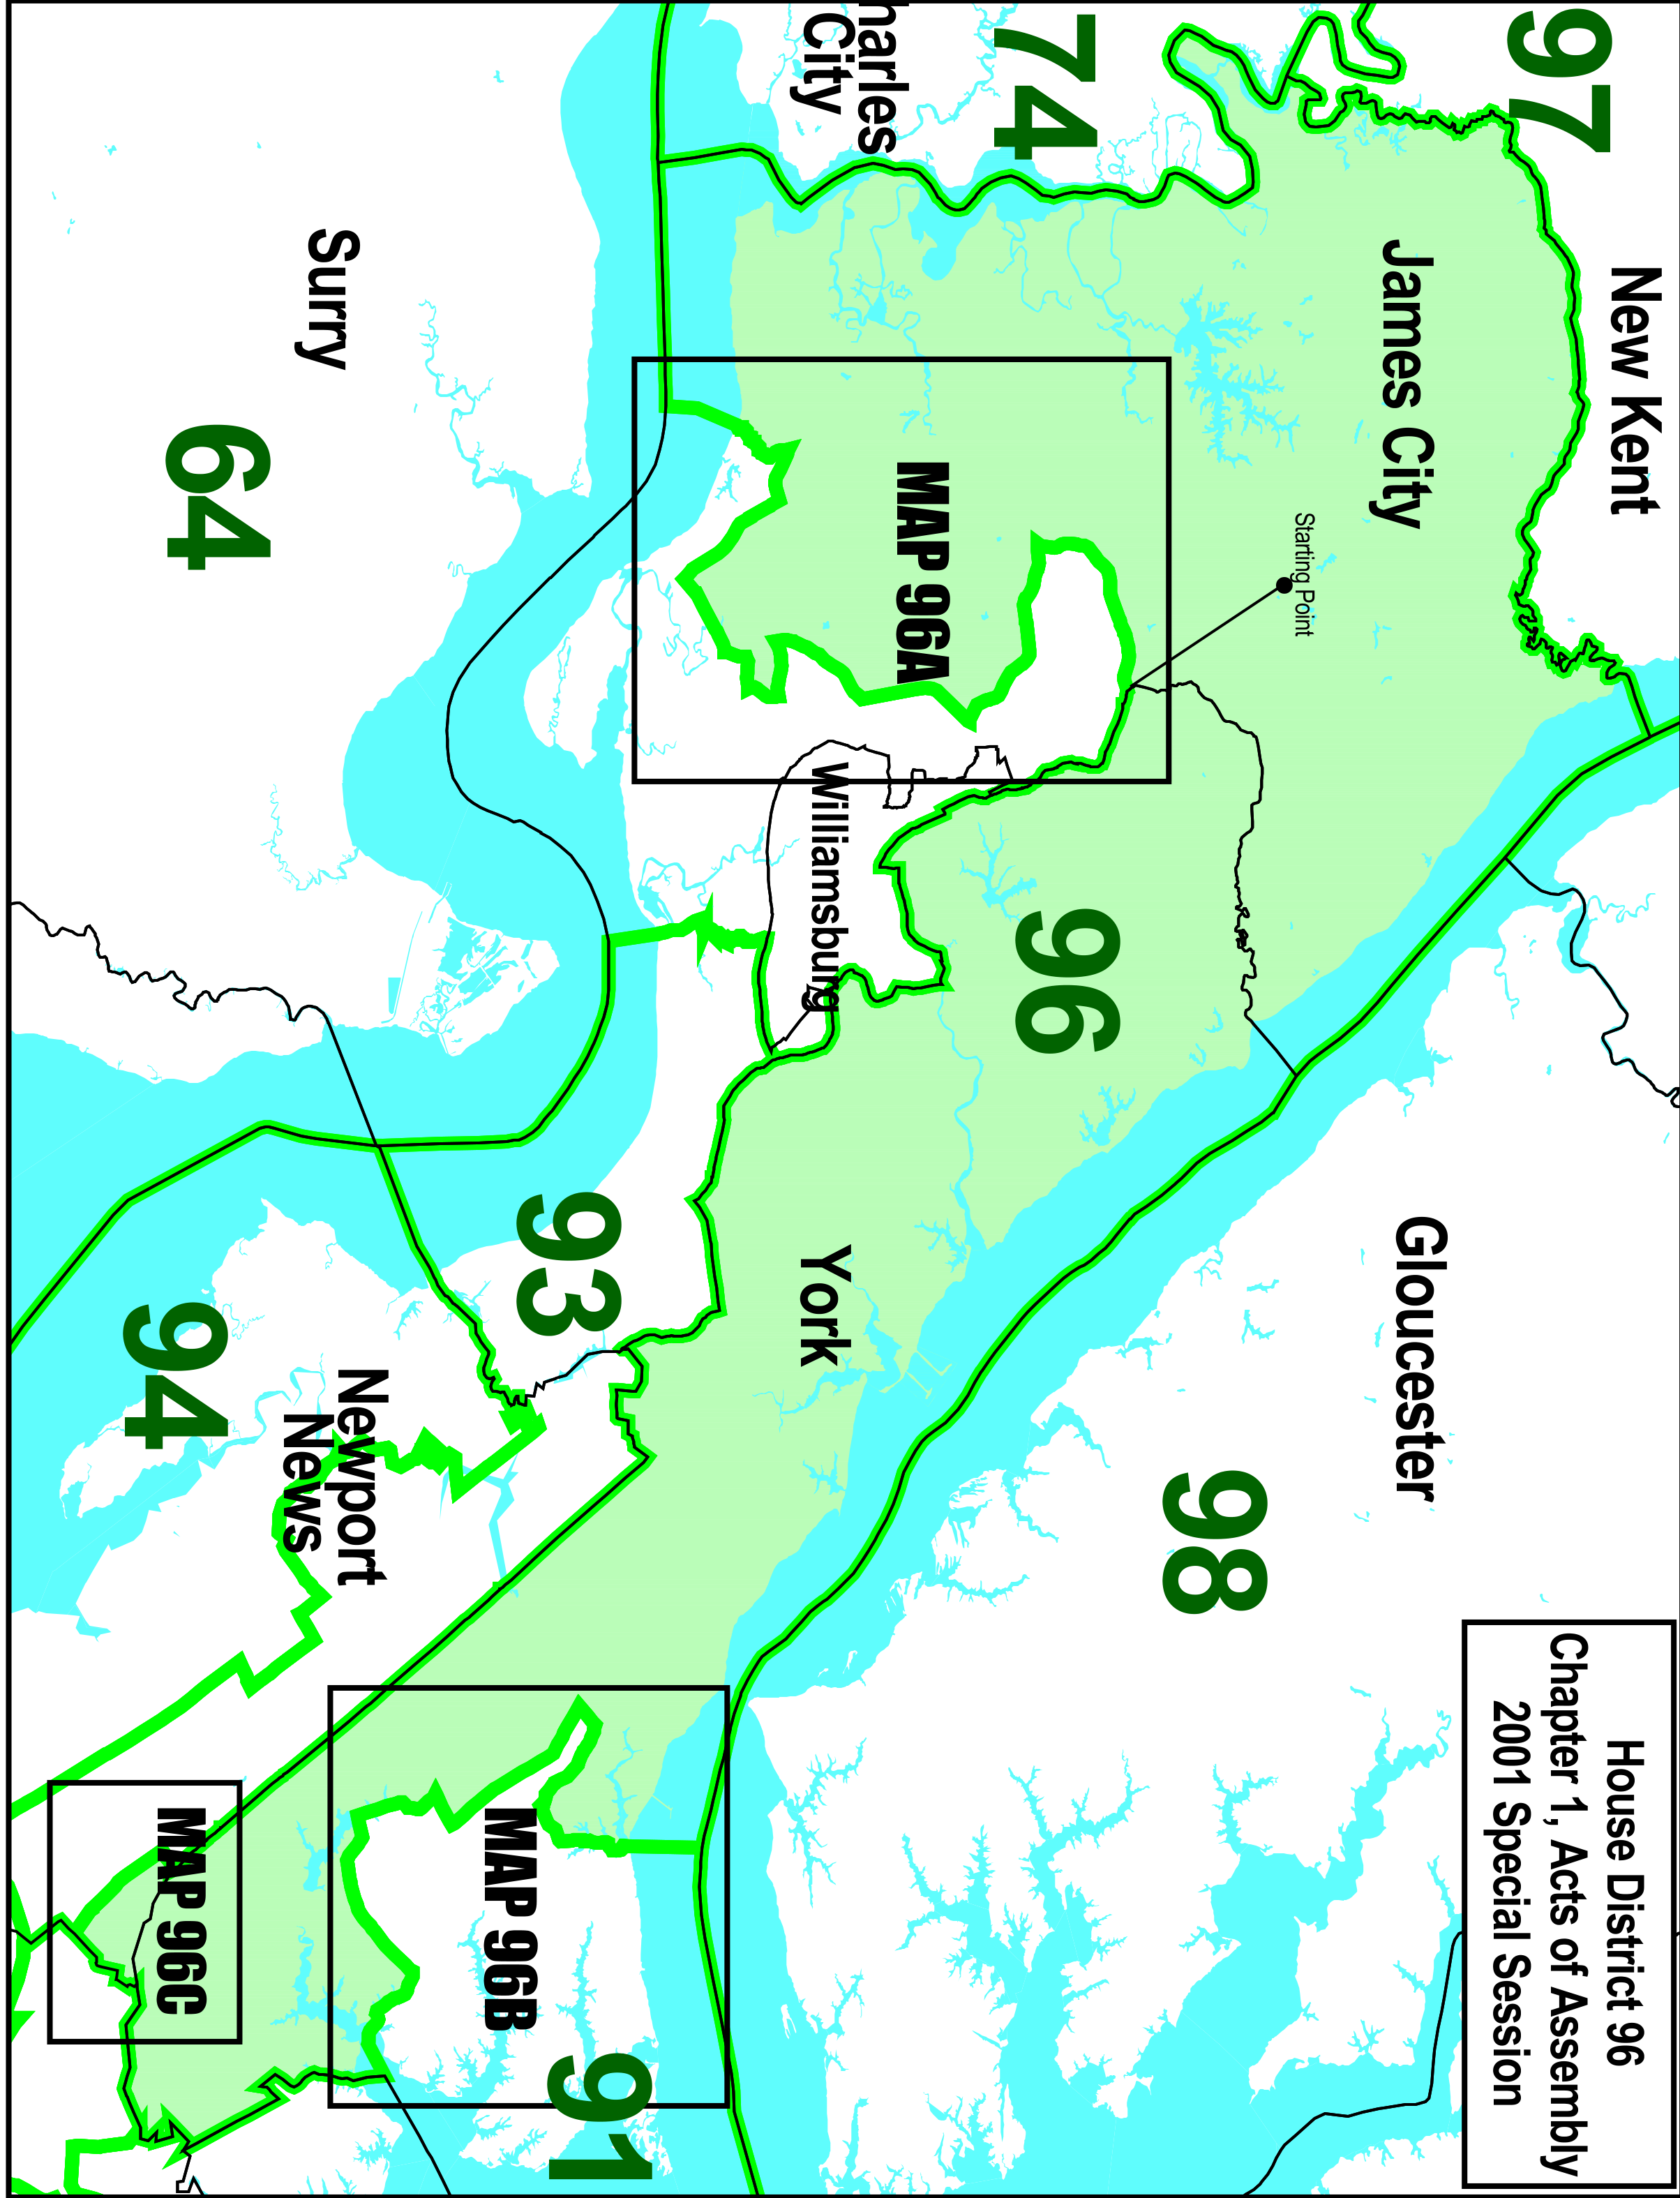 House District 96
Chapter 1, Acts of Assembly
2001 Special Session
97
New Kent
James City
74
harles
City
Starting Point
MAP 96A
Surry
64
Williamsburg
96
Gloucester
98
York
93
94
Newport
News
MAP 96B
91
MAP 96C